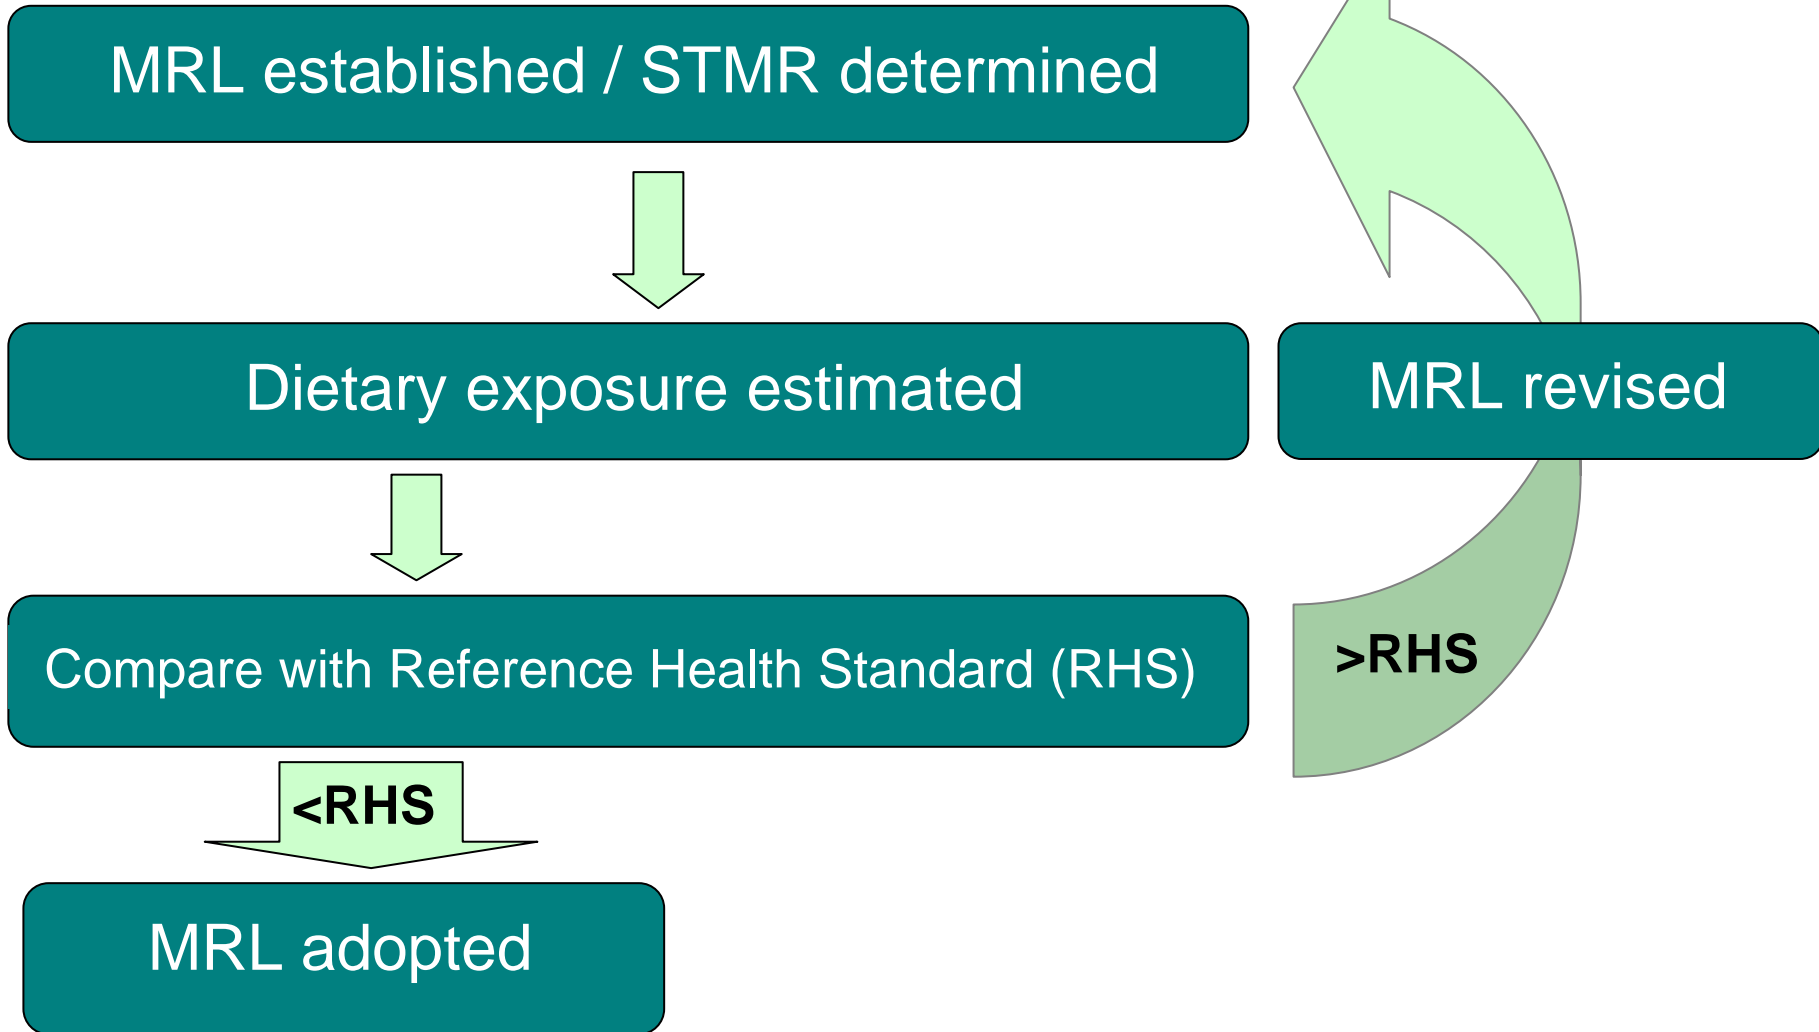 MRL established / STMR determined
Dietary exposure estimated
MRL revised
Compare with Reference Health Standard (RHS)
>RHS
<RHS
MRL adopted